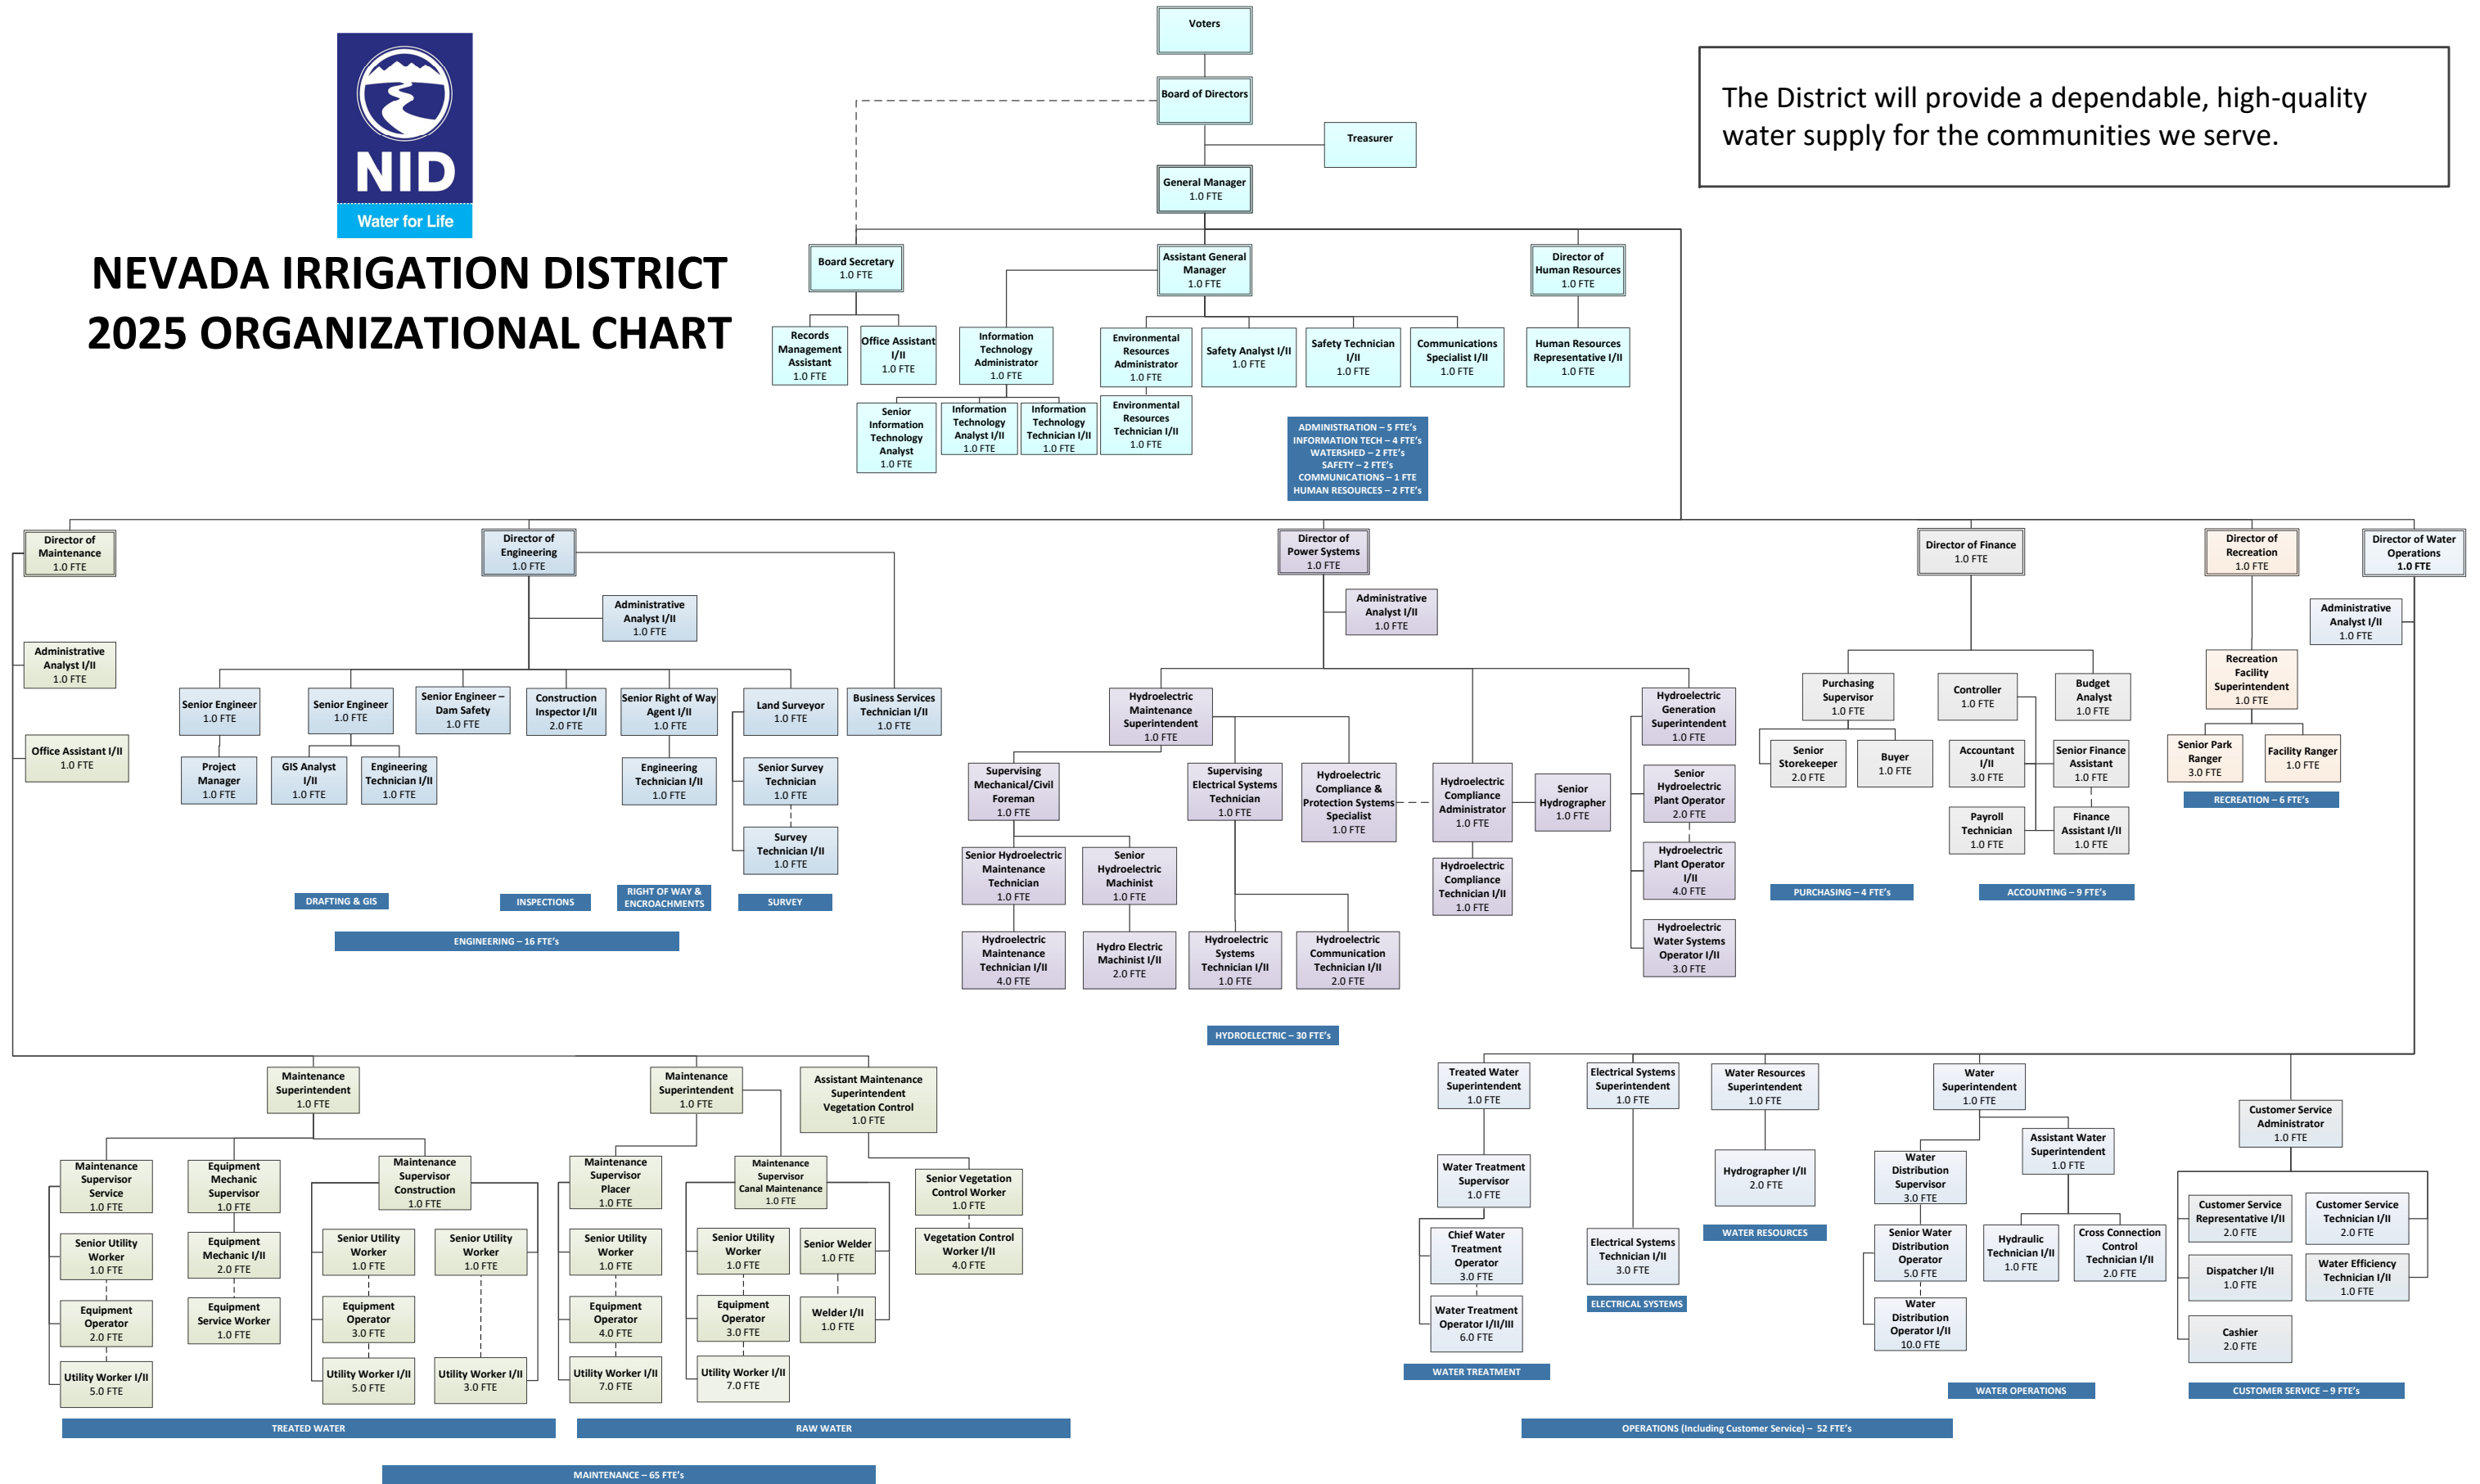 Voters
Board of Directors
Treasurer
General Manager
1.0 FTE
The District will provide a dependable, high-quality
water supply for the communities we serve.
NID
Water for Life
NEVADA IRRIGATION DISTRICT
2025 ORGANIZATIONAL CHART
Board Secretary
1.0 FTE
Assistant General
Manager
1.0 FTE
Director of
Human Resources
1.0 FTE
Records
Management
Assistant
1.0 FTE
Office Assistant
I/II
1.0 FTE
Information
Technology
Administrator
1.0 FTE
Environmental
Resources
Administrator
1.0 FTE
Safety Analyst I/II
1.0 FTE
Safety Technician
I/II
1.0 FTE
Communications
Specialist I/II
1.0 FTE
Human Resources
Representative I/II
1.0 FTE
Senior
Information
Technology
Analyst
1.0 FTE
Information
Technology
Analyst I/II
1.0 FTE
Information
Technology
Technician I/II
1.0 FTE
Environmental
Resources
Technician I/II
1.0 FTE
ADMINISTRATION – 5 FTE's
INFORMATION TECH – 4 FTE's
WATERSHED – 2 FTE's
SAFETY – 2 FTE's
COMMUNICATIONS – 1 FTE
HUMAN RESOURCES – 2 FTE's
Director of
Maintenance
1.0 FTE
Director of
Engineering
1.0 FTE
Director of
Power Systems
1.0 FTE
Director of Finance
1.0 FTE
Director of
Recreation
1.0 FTE
Director of Water
Operations
1.0 FTE
Administrative
Analyst I/II
1.0 FTE
Office Assistant I/II
1.0 FTE
Administrative
Analyst I/II
1.0 FTE
Senior Engineer
1.0 FTE
Senior Engineer
1.0 FTE
Senior Engineer –
Dam Safety
1.0 FTE
Construction
Inspector I/II
2.0 FTE
Senior Right of Way
Agent I/II
1.0 FTE
Land Surveyor
1.0 FTE
Business Services
Technician I/II
1.0 FTE
Project
Manager
1.0 FTE
GIS Analyst
I/II
1.0 FTE
Engineering
Technician I/II
1.0 FTE
Engineering
Technician I/II
1.0 FTE
Senior Survey
Technician
1.0 FTE
Survey
Technician I/II
1.0 FTE
DRAFTING & GIS
INSPECTIONS
RIGHT OF WAY &
ENCROACHMENTS
SURVEY
ENGINEERING – 16 FTE's
Administrative
Analyst I/II
1.0 FTE
Hydroelectric
Maintenance
Superintendent
1.0 FTE
Hydroelectric
Generation
Superintendent
1.0 FTE
Supervising
Mechanical/Civil
Foreman
1.0 FTE
Supervising
Electrical Systems
Technician
1.0 FTE
Hydroelectric
Compliance &
Protection Systems
Specialist
1.0 FTE
Hydroelectric
Compliance
Administrator
1.0 FTE
Senior
Hydrographer
1.0 FTE
Senior
Hydroelectric
Plant Operator
2.0 FTE
Senior Hydroelectric
Maintenance
Technician
1.0 FTE
Senior
Hydroelectric
Machinist
1.0 FTE
Hydroelectric
Compliance
Technician I/II
1.0 FTE
Hydroelectric
Plant Operator
I/II
4.0 FTE
Hydroelectric
Maintenance
Technician I/II
4.0 FTE
Hydro Electric
Machinist I/II
2.0 FTE
Hydroelectric
Systems
Technician I/II
1.0 FTE
Hydroelectric
Communication
Technician I/II
2.0 FTE
Hydroelectric
Water Systems
Operator I/II
3.0 FTE
HYDROELECTRIC – 30 FTE's
Purchasing
Supervisor
1.0 FTE
Controller
1.0 FTE
Budget
Analyst
1.0 FTE
Senior
Storekeeper
2.0 FTE
Buyer
1.0 FTE
Accountant
I/II
3.0 FTE
Senior Finance
Assistant
1.0 FTE
Payroll
Technician
1.0 FTE
Finance
Assistant I/II
1.0 FTE
PURCHASING – 4 FTE's
ACCOUNTING – 9 FTE's
Recreation
Facility
Superintendent
1.0 FTE
Senior Park
Ranger
3.0 FTE
Facility Ranger
1.0 FTE
RECREATION – 6 FTE's
Administrative
Analyst I/II
1.0 FTE
Maintenance
Superintendent
1.0 FTE
Maintenance
Superintendent
1.0 FTE
Assistant Maintenance
Superintendent
Vegetation Control
1.0 FTE
Maintenance
Supervisor
Service
1.0 FTE
Equipment
Mechanic
Supervisor
1.0 FTE
Maintenance
Supervisor
Construction
1.0 FTE
Maintenance
Supervisor
Placer
1.0 FTE
Maintenance
Supervisor
Canal Maintenance
1.0 FTE
Senior Vegetation
Control Worker
1.0 FTE
Senior Utility
Worker
1.0 FTE
Equipment
Mechanic I/II
2.0 FTE
Senior Utility
Worker
1.0 FTE
Senior Utility
Worker
1.0 FTE
Senior Utility
Worker
1.0 FTE
Senior Utility
Worker
1.0 FTE
Senior Welder
1.0 FTE
Vegetation Control
Worker I/II
4.0 FTE
Equipment
Operator
2.0 FTE
Equipment
Service Worker
1.0 FTE
Equipment
Operator
3.0 FTE
Equipment
Operator
4.0 FTE
Equipment
Operator
3.0 FTE
Welder I/II
1.0 FTE
Utility Worker I/II
5.0 FTE
Utility Worker I/II
5.0 FTE
Utility Worker I/II
3.0 FTE
Utility Worker I/II
7.0 FTE
Utility Worker I/II
7.0 FTE
TREATED WATER
RAW WATER
MAINTENANCE – 65 FTE's
Treated Water
Superintendent
1.0 FTE
Electrical Systems
Superintendent
1.0 FTE
Water Resources
Superintendent
1.0 FTE
Water
Superintendent
1.0 FTE
Customer Service
Administrator
1.0 FTE
Water Treatment
Supervisor
1.0 FTE
Hydrographer I/II
2.0 FTE
Water
Distribution
Supervisor
3.0 FTE
Assistant Water
Superintendent
1.0 FTE
Chief Water
Treatment
Operator
3.0 FTE
Electrical Systems
Technician I/II
3.0 FTE
WATER RESOURCES
Senior Water
Distribution
Operator
5.0 FTE
Hydraulic
Technician I/II
1.0 FTE
Cross Connection
Control
Technician I/II
2.0 FTE
Customer Service
Representative I/II
2.0 FTE
Customer Service
Technician I/II
2.0 FTE
Dispatcher I/II
1.0 FTE
Water Efficiency
Technician I/II
1.0 FTE
Water Treatment
Operator I/II/III
6.0 FTE
ELECTRICAL SYSTEMS
Water
Distribution
Operator I/II
10.0 FTE
Cashier
2.0 FTE
WATER TREATMENT
WATER OPERATIONS
CUSTOMER SERVICE – 9 FTE's
OPERATIONS (Including Customer Service) – 52 FTE's